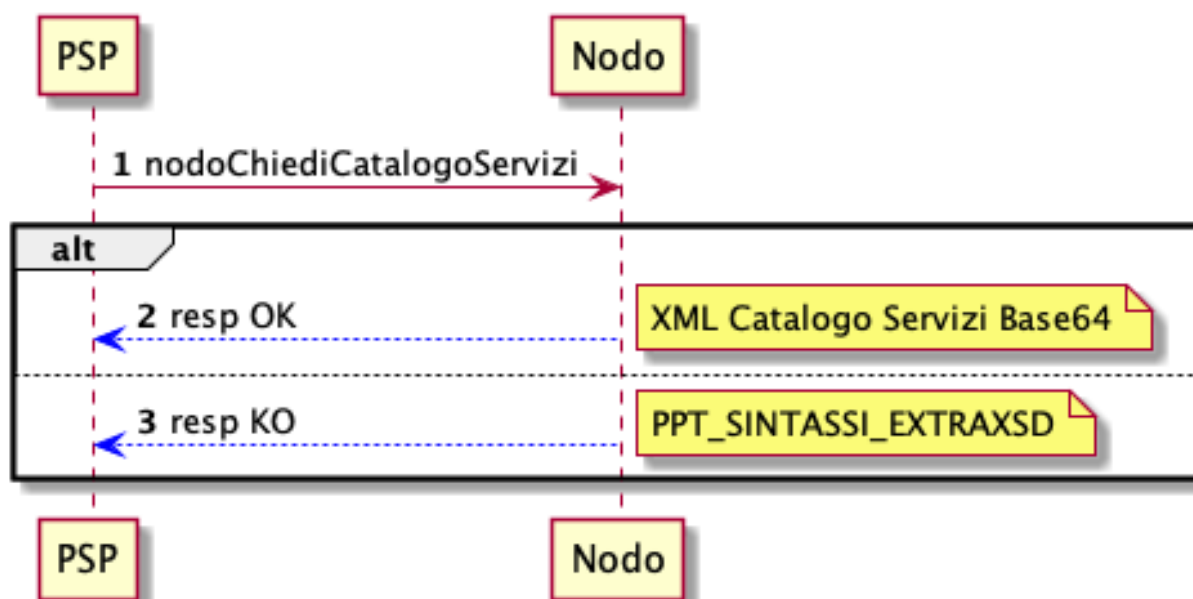 PSP Nodo
1 nodoChiediCatalogoServizi
alt
2 resp OK XML Catalogo Servizi Base64
3 resp KO PPT_SINTASSI_EXTRAXSD
PSP Nodo